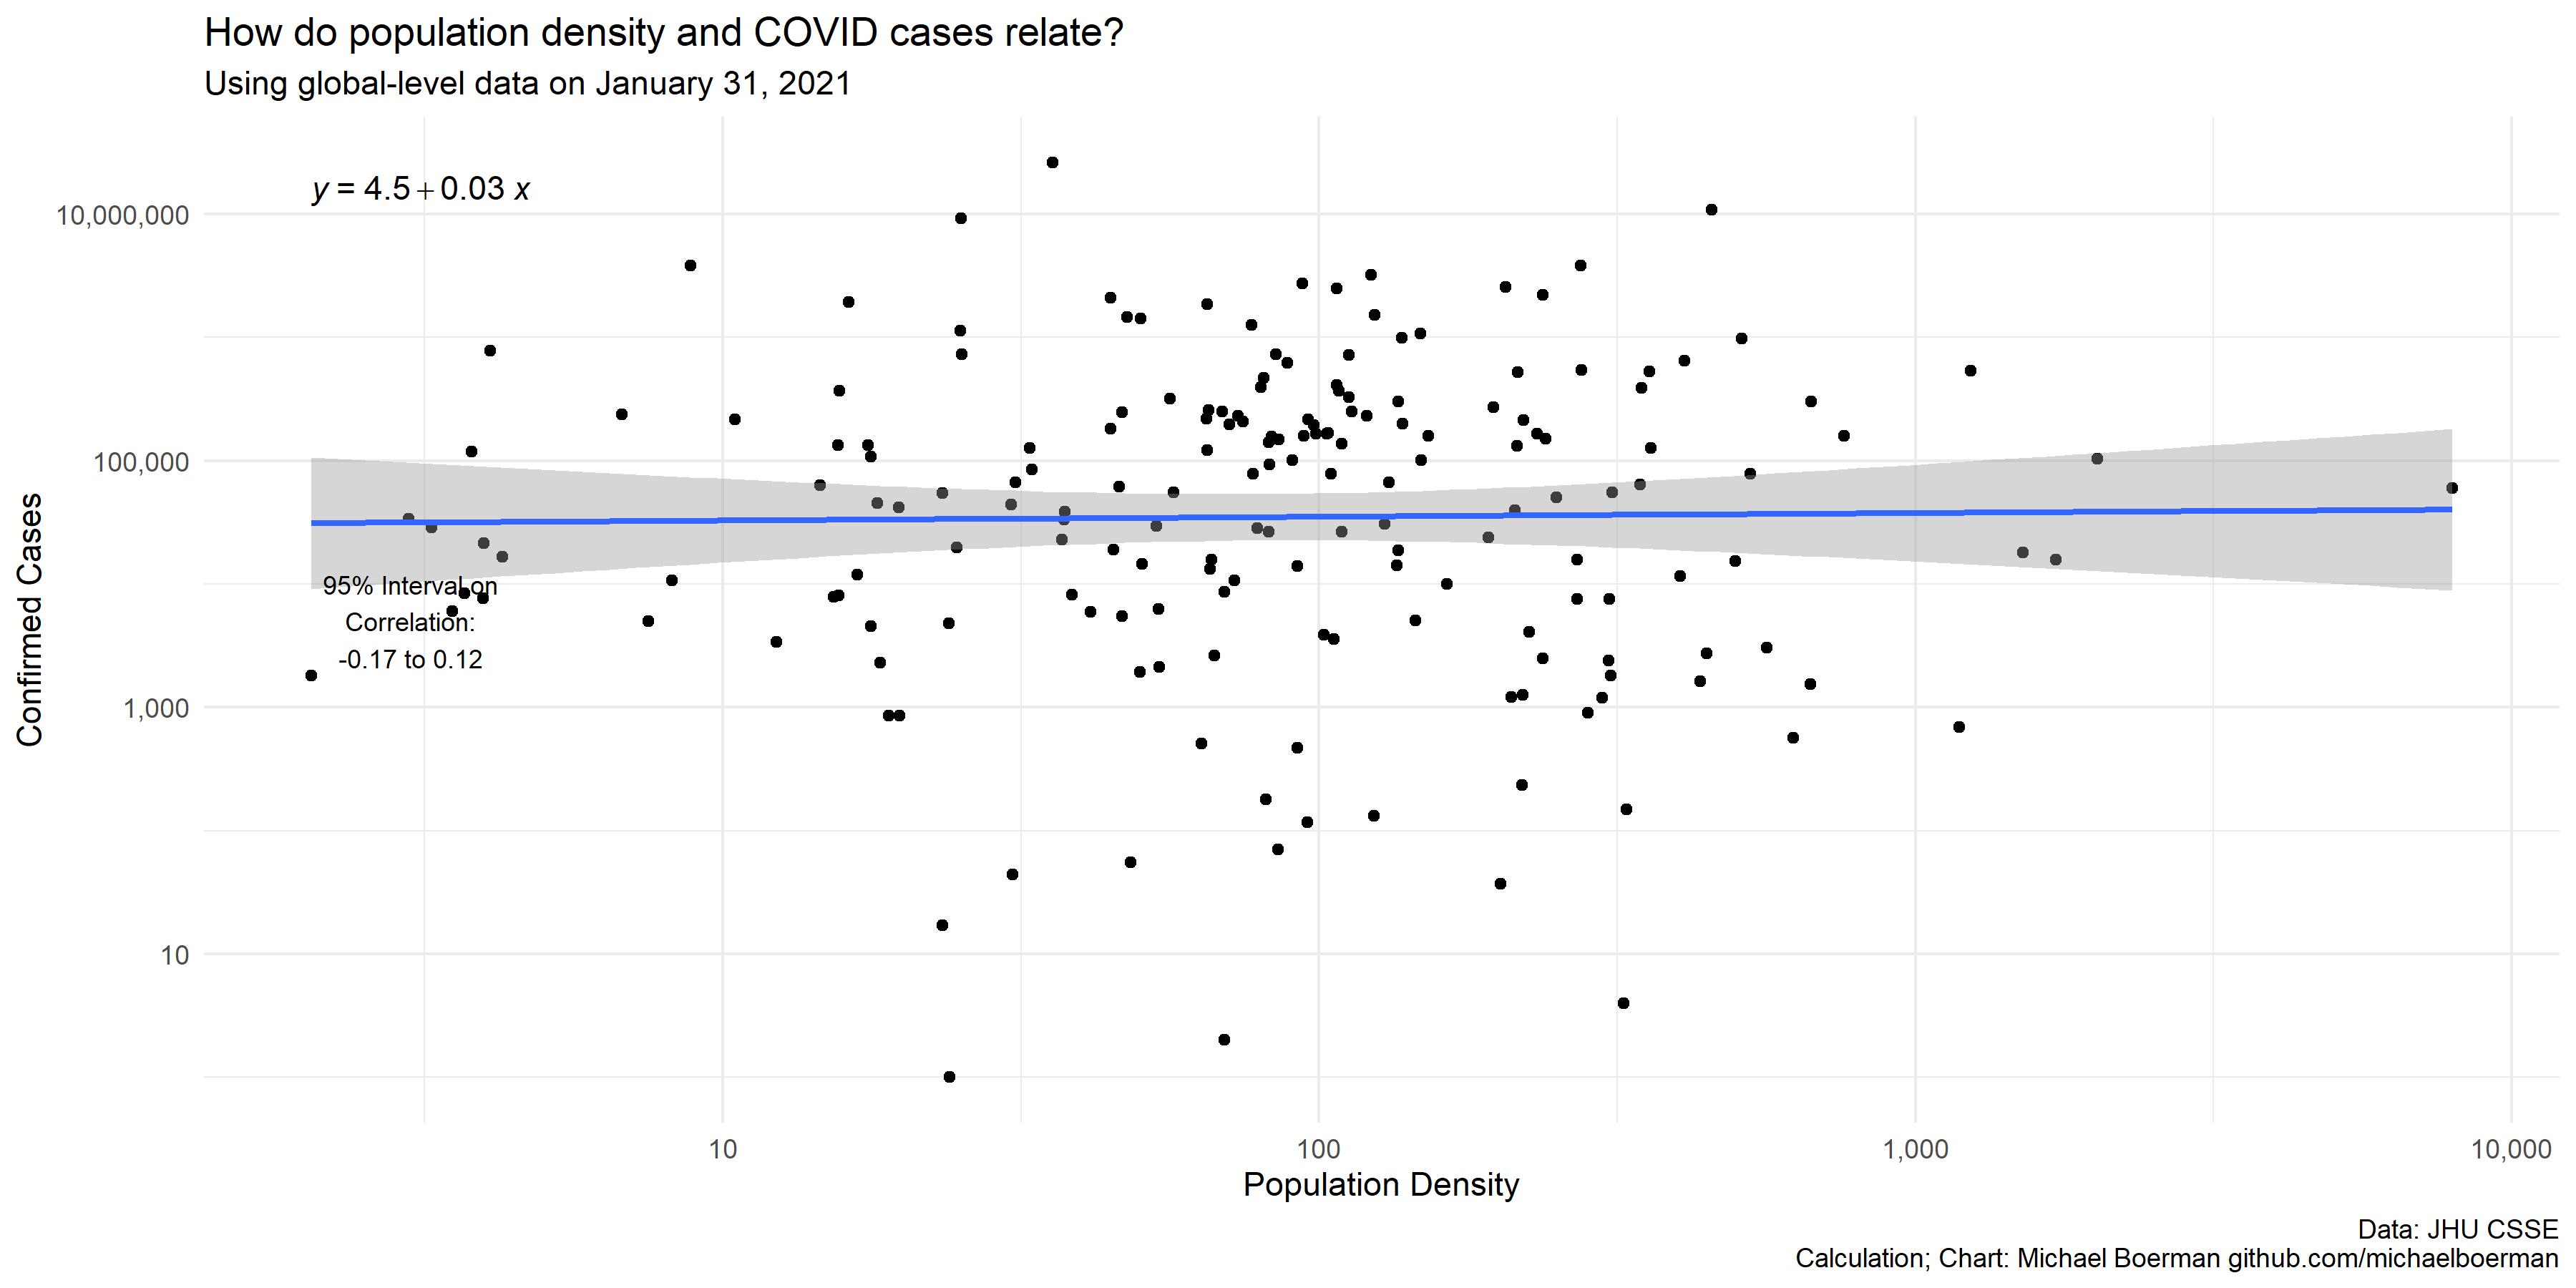 How do population density and COVID cases relate?
Using global-level data on January 31, 2021
y = 4.5+0.03 x
10,000,000
100,000
1,000
10
Confirmed Cases
95% Interval on
Correlation:
-0.17 to 0.12
10
100
1,000
10,000
Population Density
Data: JHU CSSE
Calculation; Chart: Michael Boerman github.com/michaelboerman